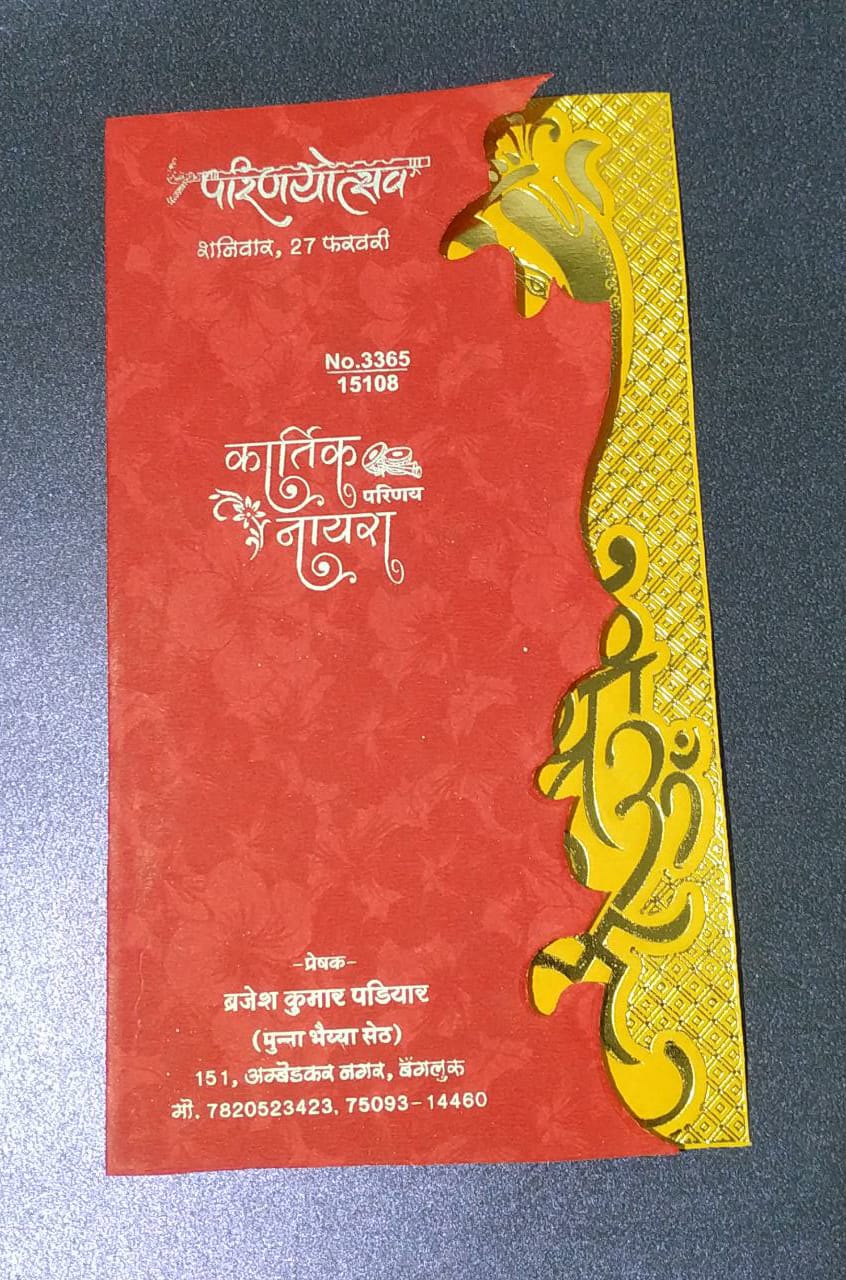 परिणयोत्सव
शनिवार, 27 फरवरी
No.3365
15108
कार्तिक
परिणय
नायरा
श्री
ॐ
-प्रेषक-
ब्रजेश कुमार पडियार
(मुन्ना भैय्या सेठ)
151, अम्बेडकर नगर, बैंगलुरू
मो. 7820523423, 75093-14460